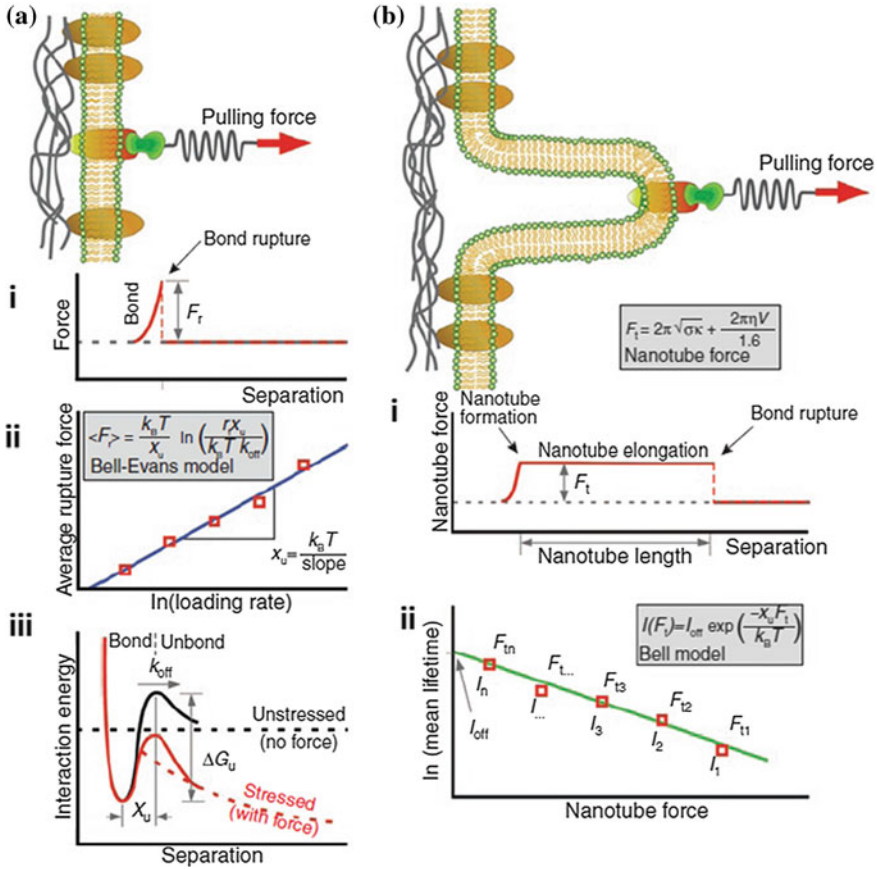 (a)
Pulling force
Bond rupture
i
Force
Bond
F_r
Separation
ii
Average rupture force
<F_r> = k_BT/x_u ln (r_fx_u/k_BT k_off)
Bell-Evans model
x_u = k_BT/slope
ln(loading rate)
iii
Interaction energy
Bond
Unbond
k_off
Unstressed
(no force)
ΔG_u
X_u
Stressed
(with force)
Separation
(b)
Pulling force
F_t = 2π√σκ + 2πηV/1.6
Nanotube force
i
Nanotube force
Nanotube
formation
Bond rupture
Nanotube elongation
F_t
Nanotube length
Separation
ii
ln (mean lifetime)
l(F_t)=l_off exp(-x_uF_t/k_BT)
Bell model
F_tn
F_t...
F_t3
F_t2
F_t1
l_n
l_...
l_3
l_2
l_1
l_off
Nanotube force